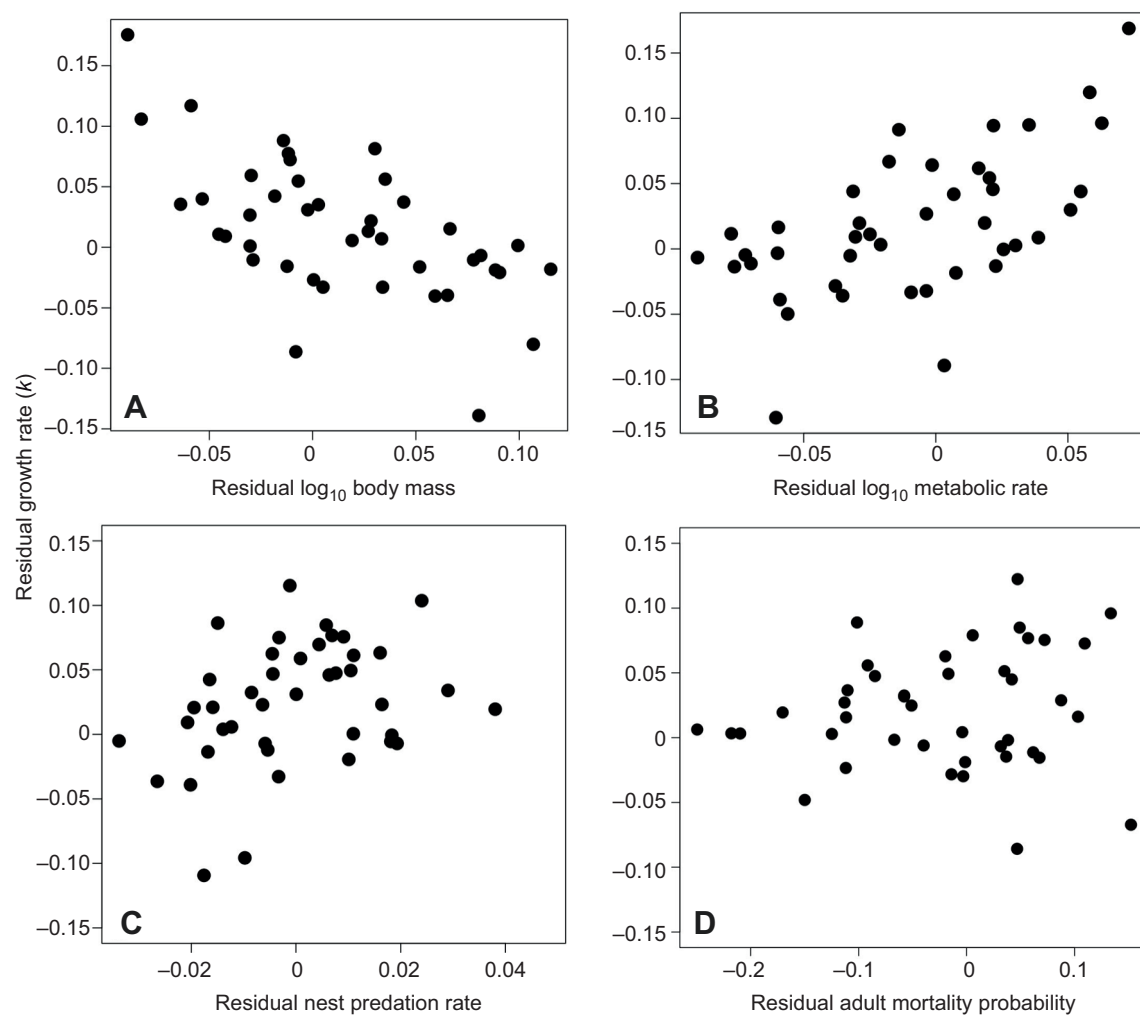 Residual growth rate (k)
0.15
0.10
0.05
0
–0.05
–0.10
–0.15
A
–0.05 0 0.05 0.10
Residual log₁₀ body mass
0.15
0.10
0.05
0
–0.05
–0.10
–0.15
B
–0.05 0 0.05
Residual log₁₀ metabolic rate
0.15
0.10
0.05
0
–0.05
–0.10
–0.15
C
–0.02 0 0.02 0.04
Residual nest predation rate
0.15
0.10
0.05
0
–0.05
–0.10
–0.15
D
–0.2 –0.1 0 0.1
Residual adult mortality probability